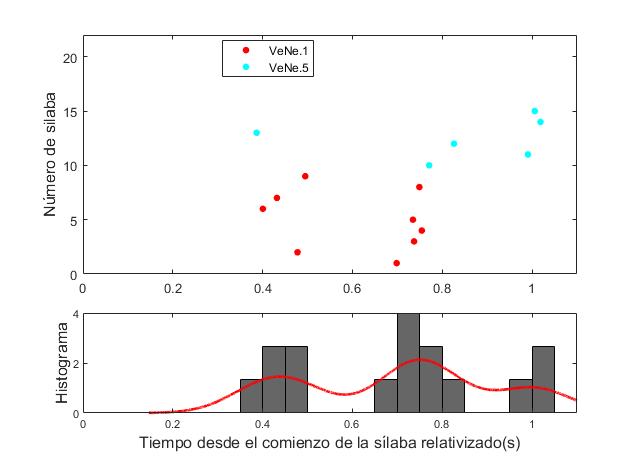 VeNe.1
VeNe.5
20
15
10
5
0
Número de silaba
0 0.2 0.4 0.6 0.8 1
4
2
0
Histograma
0 0.2 0.4 0.6 0.8 1
Tiempo desde el comienzo de la sílaba relativizado(s)